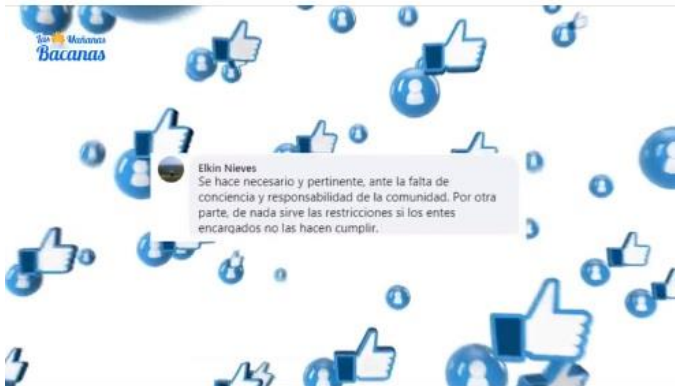 Las Mañanas
Bacanas
Elkin Nieves
Se hace necesario y pertinente, ante la falta de
conciencia y responsabilidad de la comunidad. Por otra
parte, de nada sirve las restricciones si los entes
encargados no las hacen cumplir.